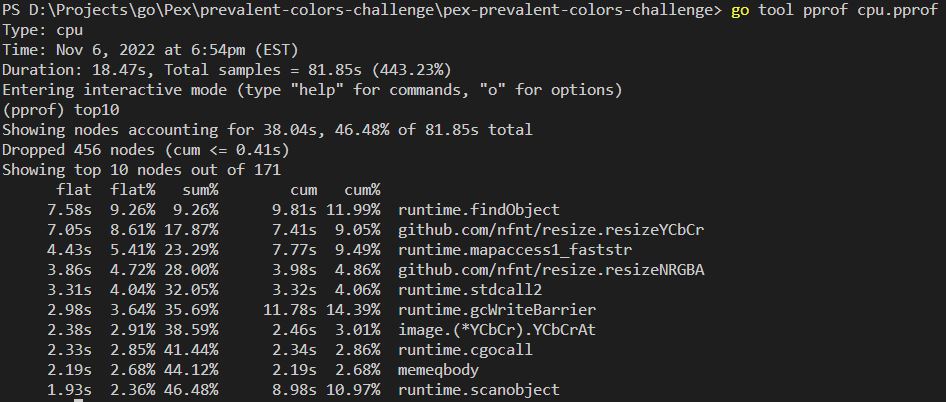 PS D:\Projects\go\Pex\prevalent-colors-challenge\pex-prevalent-colors-challenge> go tool pprof cpu.pprof
Type: cpu
Time: Nov 6, 2022 at 6:54pm (EST)
Duration: 18.47s, Total samples = 81.85s (443.23%)
Entering interactive mode (type "help" for commands, "o" for options)
(pprof) top10
Showing nodes accounting for 38.04s, 46.48% of 81.85s total
Dropped 456 nodes (cum <= 0.41s)
Showing top 10 nodes out of 171
      flat  flat%   sum%        cum   cum%
     7.58s  9.26%  9.26%      9.81s 11.99%  runtime.findObject
     7.05s  8.61% 17.87%      7.41s  9.05%  github.com/nfnt/resize.resizeYCbCr
     4.43s  5.41% 23.29%      7.77s  9.49%  runtime.mapaccess1_faststr
     3.86s  4.72% 28.00%      3.98s  4.86%  github.com/nfnt/resize.resizeNRGBA
     3.31s  4.04% 32.05%      3.32s  4.06%  runtime.stdcall2
     2.98s  3.64% 35.69%     11.78s 14.39%  runtime.gcWriteBarrier
     2.38s  2.91% 38.59%      2.46s  3.01%  image.(*YCbCr).YCbCrAt
     2.33s  2.85% 41.44%      2.34s  2.86%  runtime.cgocall
     2.19s  2.68% 44.12%      2.19s  2.68%  memeqbody
     1.93s  2.36% 46.48%      8.98s 10.97%  runtime.scanobject